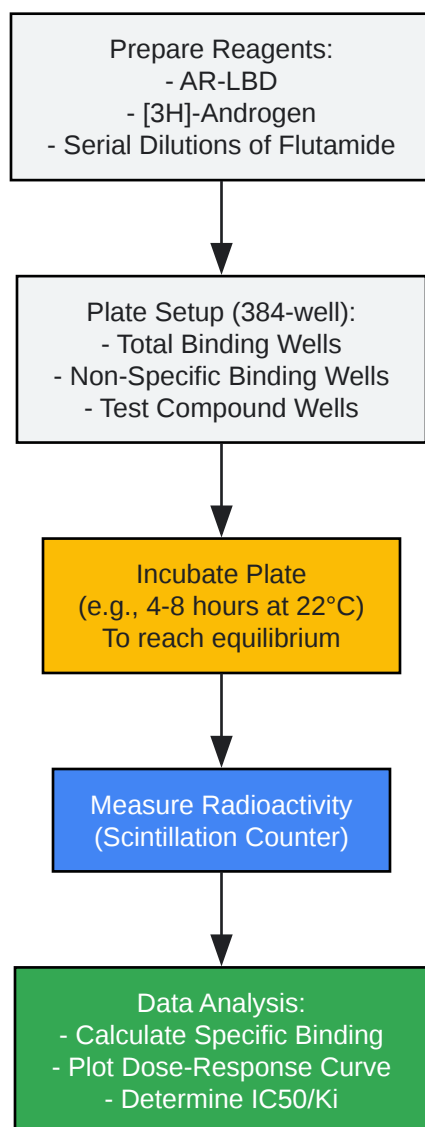 Prepare Reagents:
- AR-LBD
- [3H]-Androgen
- Serial Dilutions of Flutamide
Plate Setup (384-well):
- Total Binding Wells
- Non-Specific Binding Wells
- Test Compound Wells
Incubate Plate
(e.g., 4-8 hours at 22°C)
To reach equilibrium
Measure Radioactivity
(Scintillation Counter)
Data Analysis:
- Calculate Specific Binding
- Plot Dose-Response Curve
- Determine IC50/Ki